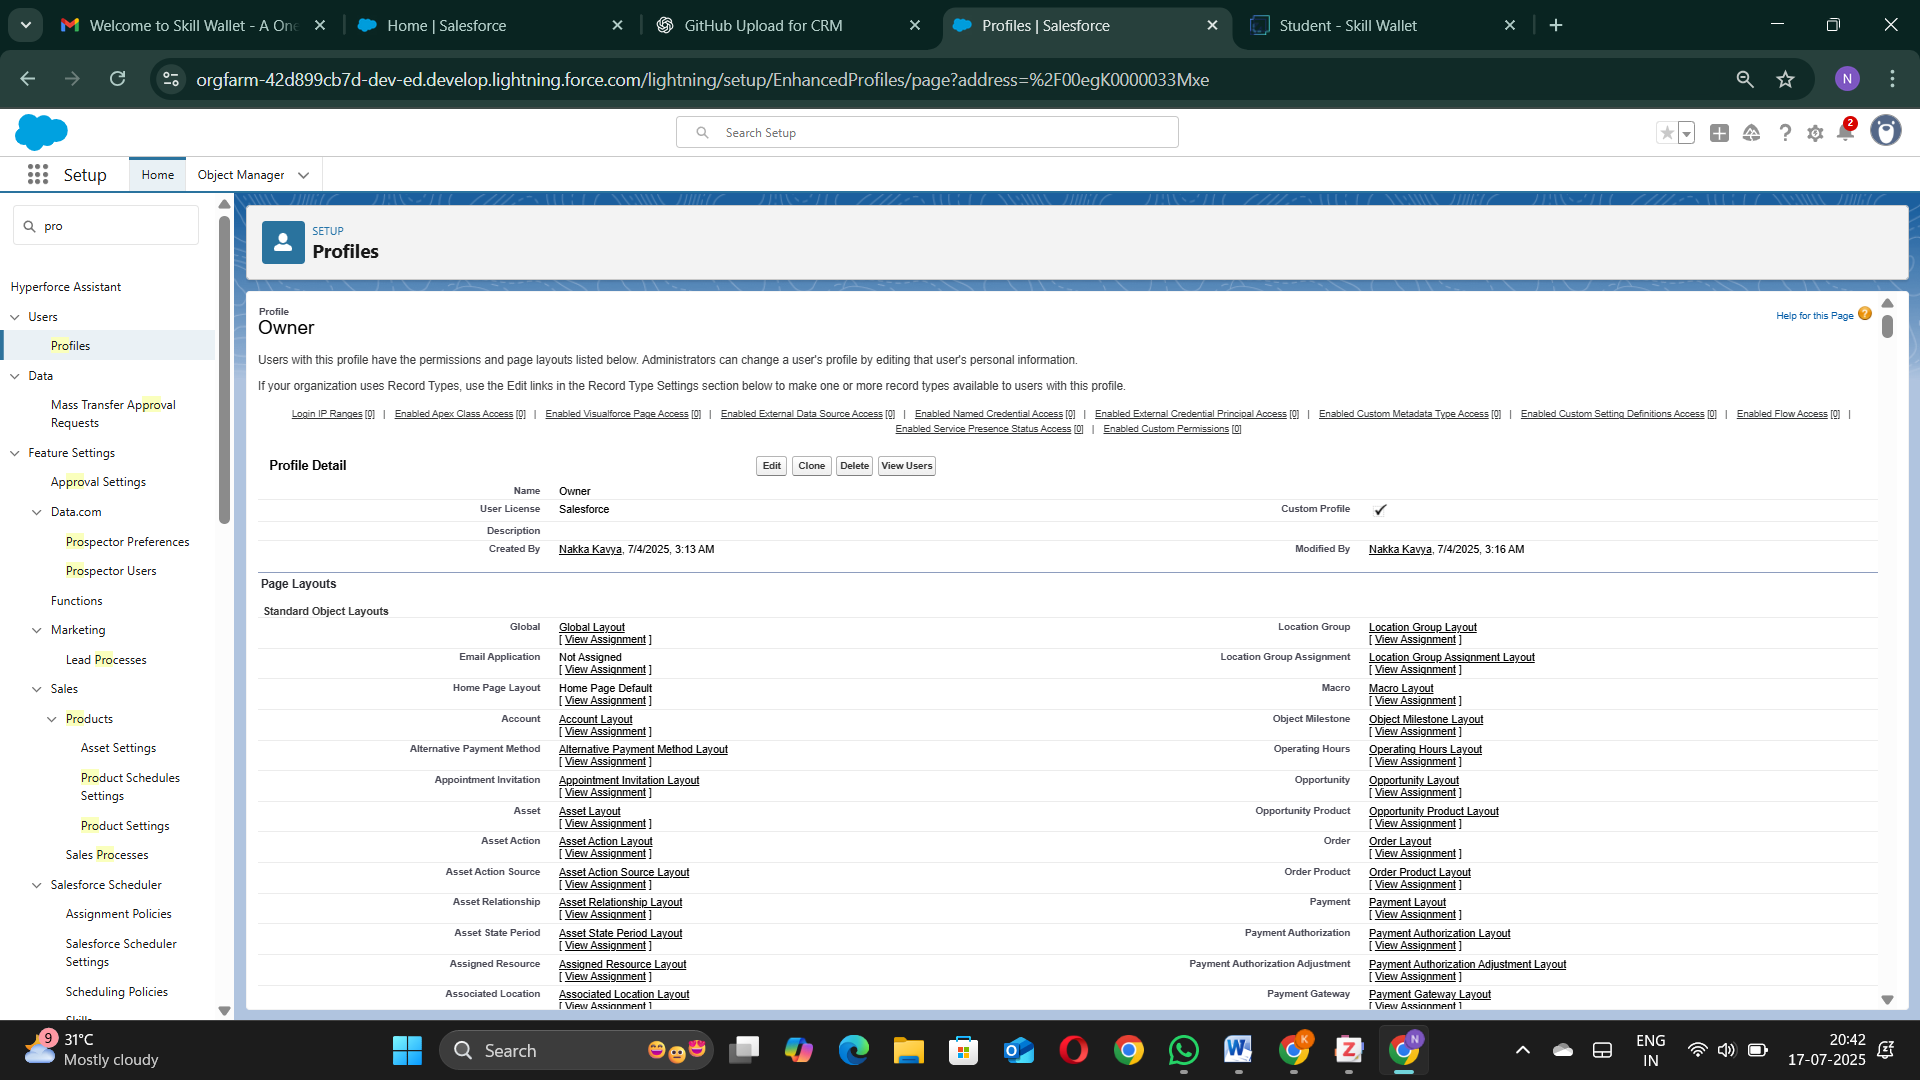 Welcome to Skill Wallet - A One
Home | Salesforce
GitHub Upload for CRM
Profiles | Salesforce
Student - Skill Wallet
orgfarm-42d899cb7d-dev-ed.develop.lightning.force.com/lightning/setup/EnhancedProfiles/page?address=%2F00egK0000033Mxe
N
Search Setup
2
Setup
Home
Object Manager
pro
Hyperforce Assistant
Users
Profiles
Data
Mass Transfer Approval
Requests
Feature Settings
Approval Settings
Data.com
Prospector Preferences
Prospector Users
Functions
Marketing
Lead Processes
Sales
Products
Asset Settings
Product Schedules
Settings
Product Settings
Sales Processes
Salesforce Scheduler
Assignment Policies
Salesforce Scheduler
Settings
Scheduling Policies
Skills
SETUP
Profiles
Profile
Owner
Help for this Page
Users with this profile have the permissions and page layouts listed below. Administrators can change a user's profile by editing that user's personal information.
If your organization uses Record Types, use the Edit links in the Record Type Settings section below to make one or more record types available to users with this profile.
Login IP Ranges [0] | Enabled Apex Class Access [0] | Enabled Visualforce Page Access [0] | Enabled External Data Source Access [0] | Enabled Named Credential Access [0] | Enabled External Credential Principal Access [0] | Enabled Custom Metadata Type Access [0] | Enabled Custom Setting Definitions Access [0] | Enabled Flow Access [0] |
Enabled Service Presence Status Access [0] | Enabled Custom Permissions [0]
Profile Detail
Edit Clone Delete View Users
Name Owner
User License Salesforce Custom Profile ✓
Description
Created By Nakka Kavya, 7/4/2025, 3:13 AM Modified By Nakka Kavya, 7/4/2025, 3:16 AM
Page Layouts
Standard Object Layouts
Global Global Layout Location Group Location Group Layout
[ View Assignment ] [ View Assignment ]
Email Application Not Assigned Location Group Assignment Location Group Assignment Layout
[ View Assignment ] [ View Assignment ]
Home Page Layout Home Page Default Macro Macro Layout
[ View Assignment ] [ View Assignment ]
Account Account Layout Object Milestone Object Milestone Layout
[ View Assignment ] [ View Assignment ]
Alternative Payment Method Alternative Payment Method Layout Operating Hours Operating Hours Layout
[ View Assignment ] [ View Assignment ]
Appointment Invitation Appointment Invitation Layout Opportunity Opportunity Layout
[ View Assignment ] [ View Assignment ]
Asset Asset Layout Opportunity Product Opportunity Product Layout
[ View Assignment ] [ View Assignment ]
Asset Action Asset Action Layout Order Order Layout
[ View Assignment ] [ View Assignment ]
Asset Action Source Asset Action Source Layout Order Product Order Product Layout
[ View Assignment ] [ View Assignment ]
Asset Relationship Asset Relationship Layout Payment Payment Layout
[ View Assignment ] [ View Assignment ]
Asset State Period Asset State Period Layout Payment Authorization Payment Authorization Layout
[ View Assignment ] [ View Assignment ]
Assigned Resource Assigned Resource Layout Payment Authorization Adjustment Payment Authorization Adjustment Layout
[ View Assignment ] [ View Assignment ]
Associated Location Associated Location Layout Payment Gateway Payment Gateway Layout
[ View Assignment ] [ View Assignment ]
9
31°C
Mostly cloudy
Search
K
N
ENG
IN
20:42
17-07-2025